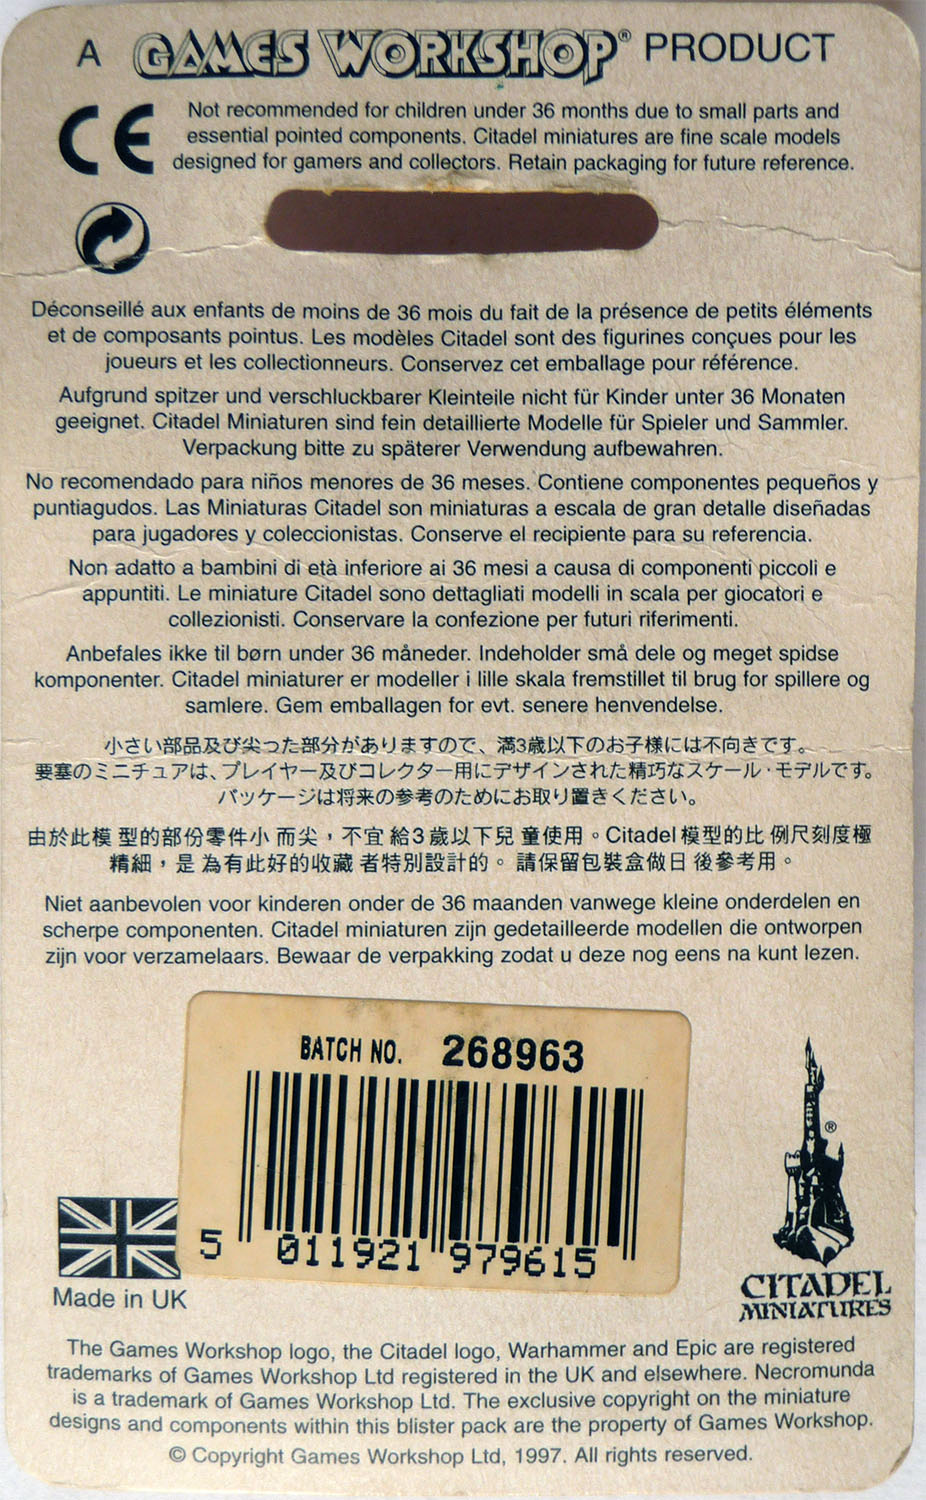 A GAMES WORKSHOP® PRODUCT
CE
Not recommended for children under 36 months due to small parts and
essential pointed components. Citadel miniatures are fine scale models
designed for gamers and collectors. Retain packaging for future reference.
Déconseillé aux enfants de moins de 36 mois du fait de la présence de petits éléments
et de composants pointus. Les modèles Citadel sont des figurines conçues pour les
joueurs et les collectionneurs. Conservez cet emballage pour référence.
Aufgrund spitzer und verschluckbarer Kleinteile nicht für Kinder unter 36 Monaten
geeignet. Citadel Miniaturen sind fein detaillierte Modelle für Spieler und Sammler.
Verpackung bitte zu späterer Verwendung aufbewahren.
No recomendado para niños menores de 36 meses. Contiene componentes pequeños y
puntiagudos. Las Miniaturas Citadel son miniaturas a escala de gran detalle diseñadas
para jugadores y coleccionistas. Conserve el recipiente para su referencia.
Non adatto a bambini di età inferiore ai 36 mesi a causa di componenti piccoli e
appuntiti. Le miniature Citadel sono dettagliati modelli in scala per giocatori e
collezionisti. Conservare la confezione per futuri riferimenti.
Anbefales ikke til børn under 36 måneder. Indeholder små dele og meget spidse
komponenter. Citadel miniaturer er modeller i lille skala fremstillet til brug for spillere og
samlere. Gem emballagen for evt. senere henvendelse.
小さい部品及び尖った部分がありますので、満3歳以下のお子様には不向きです。
要塞のミニチュアは、プレイヤー及びコレクター用にデザインされた精巧なスケール·モデルです。
パッケージは将来の参考のためにお取り置きください。
由於此模 型的部份零件小 而尖，不宜 給3歲以下兒 童使用。Citadel模型的比 例尺刻度極
精細，是 為有此好的收藏 者特別設計的。 請保留包裝盒做日 後參考用。
Niet aanbevolen voor kinderen onder de 36 maanden vanwege kleine onderdelen en
scherpe componenten. Citadel miniaturen zijn gedetailleerde modellen die ontworpen
zijn voor verzamelaars. Bewaar de verpakking zodat u deze nog eens na kunt lezen.
BATCH NO. 268963
5 011921 979615
®
Made in UK
CITADEL
MINIATURES
The Games Workshop logo, the Citadel logo, Warhammer and Epic are registered
trademarks of Games Workshop Ltd registered in the UK and elsewhere. Necromunda
is a trademark of Games Workshop Ltd. The exclusive copyright on the miniature
designs and components within this blister pack are the property of Games Workshop.
© Copyright Games Workshop Ltd, 1997. All rights reserved.